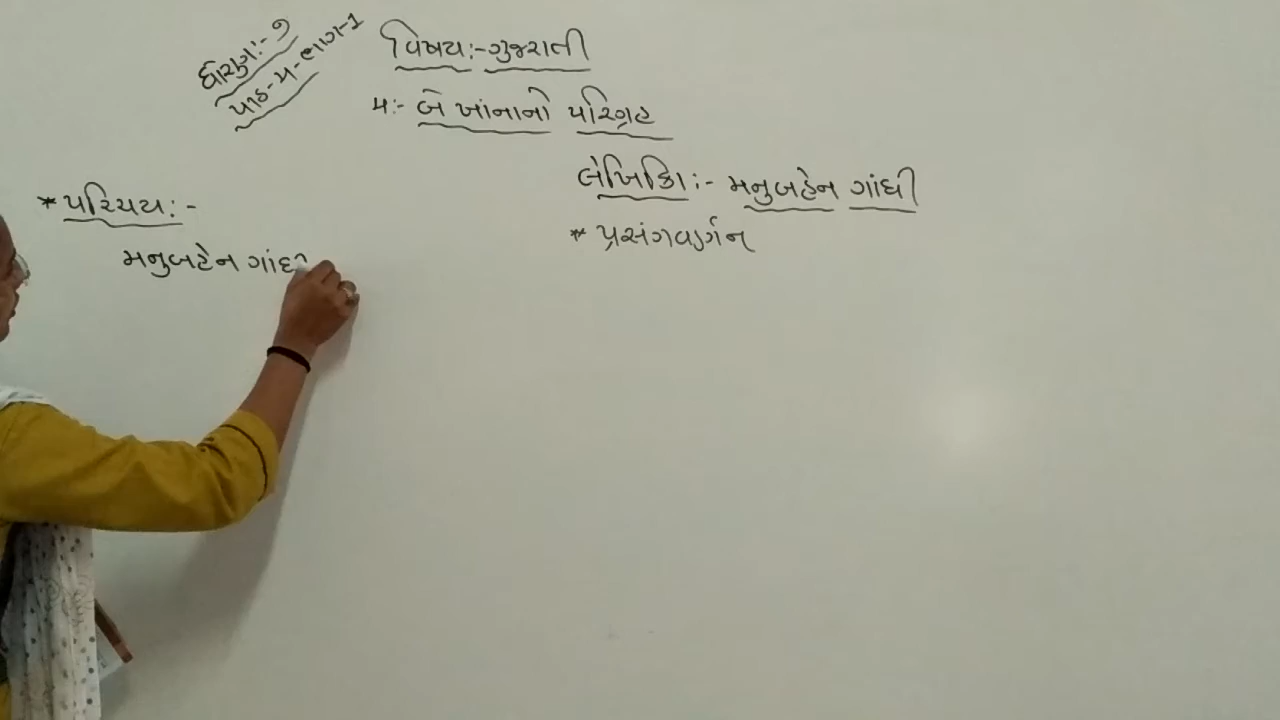 ધોરણ:- ૭
પાઠ-૫-ભાગ-1
વિષય:-ગુજરાતી
૫:- બે ખાનાનો પરિગ્રહ
લેખિકા:- મનુબહેન ગાંધી
* પ્રસંગવર્ણન
* પરિચય:-
મનુબહેન ગાંધી